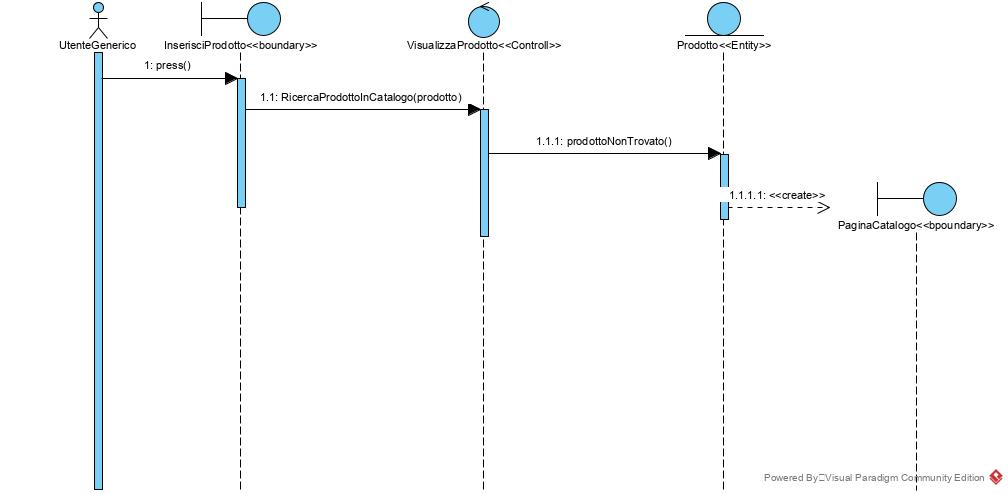 UtenteGenerico
InserisciProdotto<<boundary>>
VisualizzaProdotto<<Controll>>
Prodotto<<Entity>>
1: press()
1.1: RicercaProdottoInCatalogo(prodotto)
1.1.1: prodottoNonTrovato()
1.1.1.1: <<create>>
PaginaCatalogo<<bpoundary>>
Powered By Visual Paradigm Community Edition